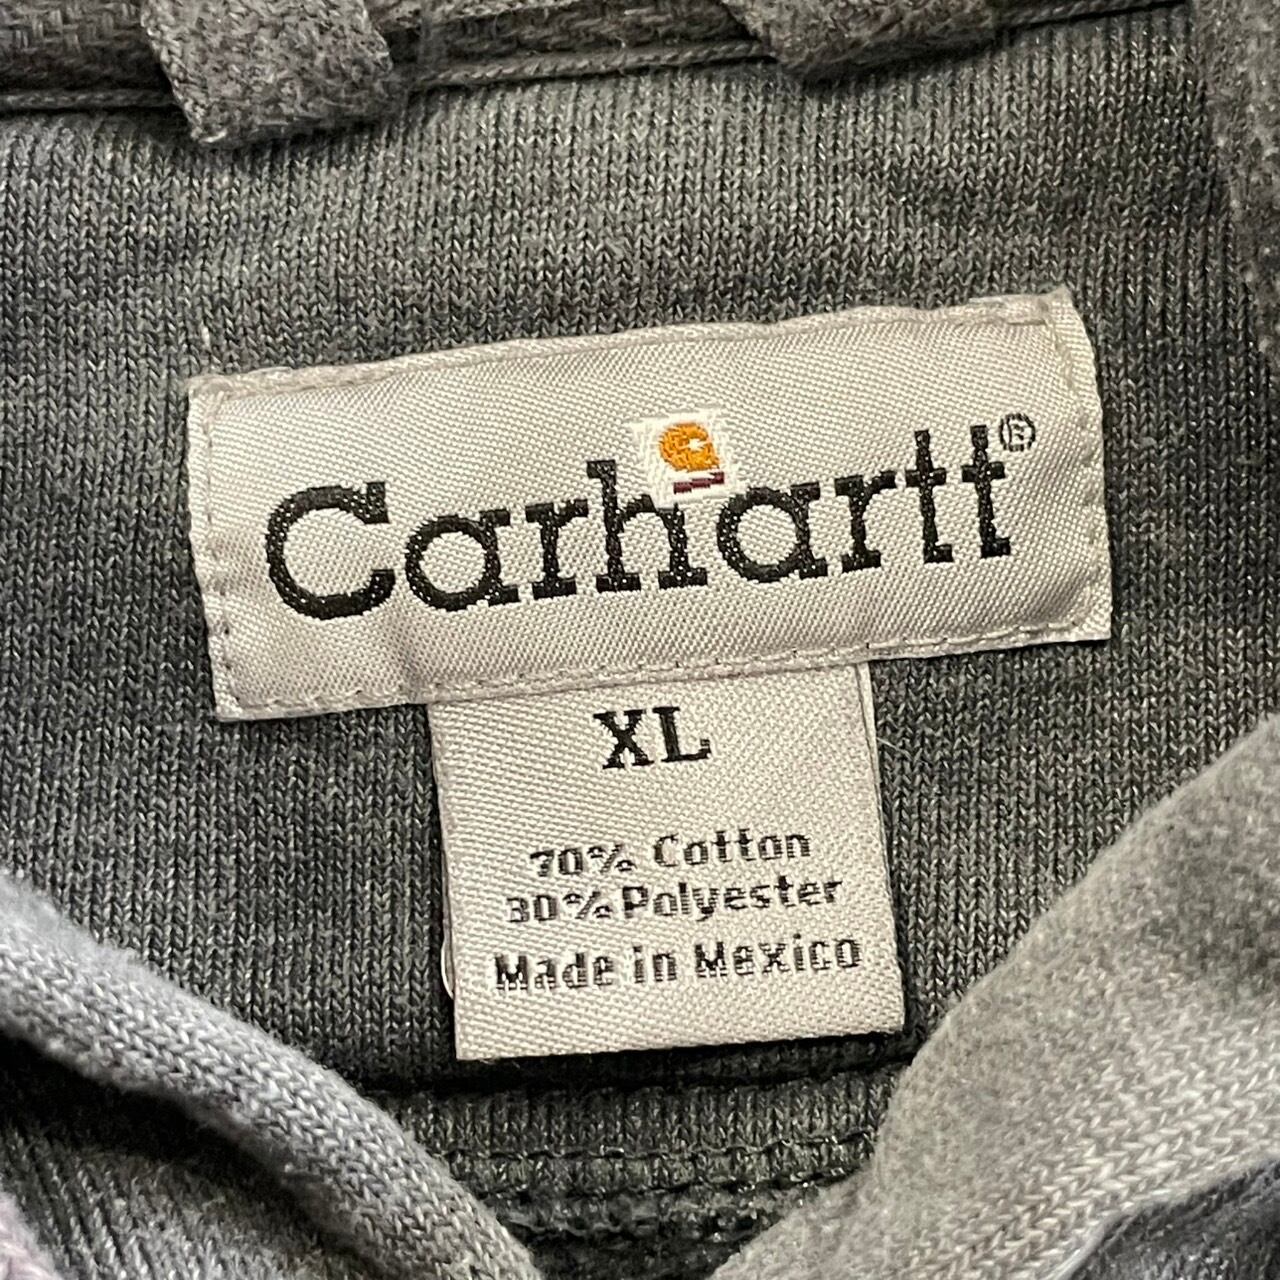 Carhartt®
XL
70% Cotton
30% Polyester
Made in Mexico